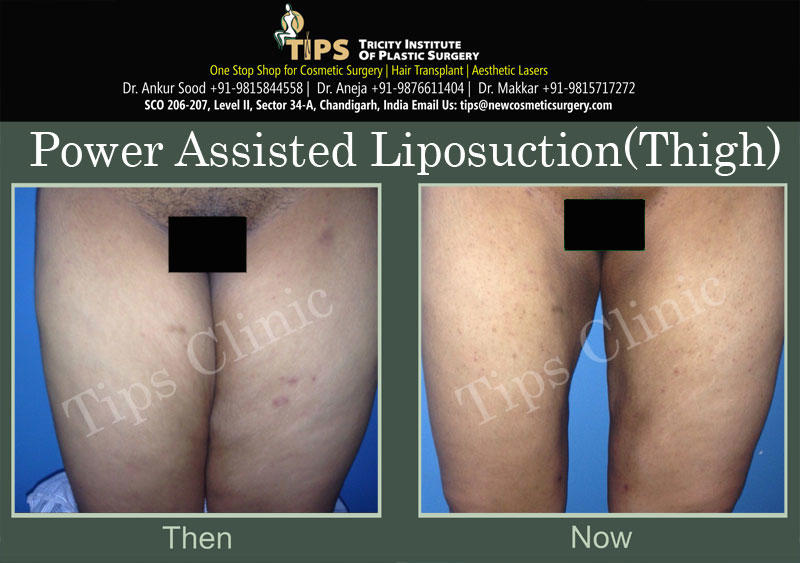 TIPS TRICITY INSTITUTE
OF PLASTIC SURGERY
One Stop Shop for Cosmetic Surgery | Hair Transplant | Aesthetic Lasers
Dr. Ankur Sood +91-9815844558 | Dr. Aneja +91-9876611404 | Dr. Makkar +91-9815717272
SCO 206-207, Level II, Sector 34-A, Chandigarh, India Email Us: tips@newcosmeticsurgery.com
Power Assisted Liposuction(Thigh)
Tips Clinic
Tips Clinic
Then
Now